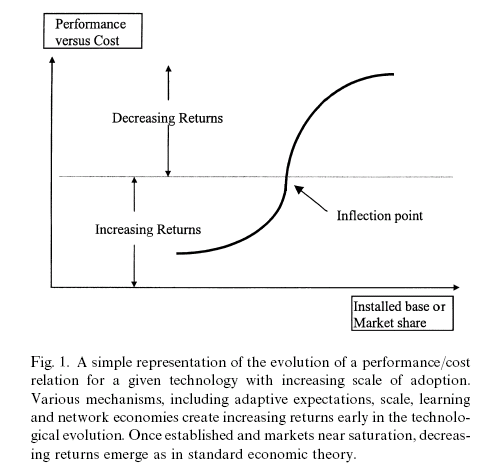 Performance
versus Cost
Decreasing Returns
Increasing Returns
Inflection point
Installed base or
Market share
Fig. 1. A simple representation of the evolution of a performance/cost
relation for a given technology with increasing scale of adoption.
Various mechanisms, including adaptive expectations, scale, learning
and network economies create increasing returns early in the technolo-
gical evolution. Once established and markets near saturation, decreas-
ing returns emerge as in standard economic theory.